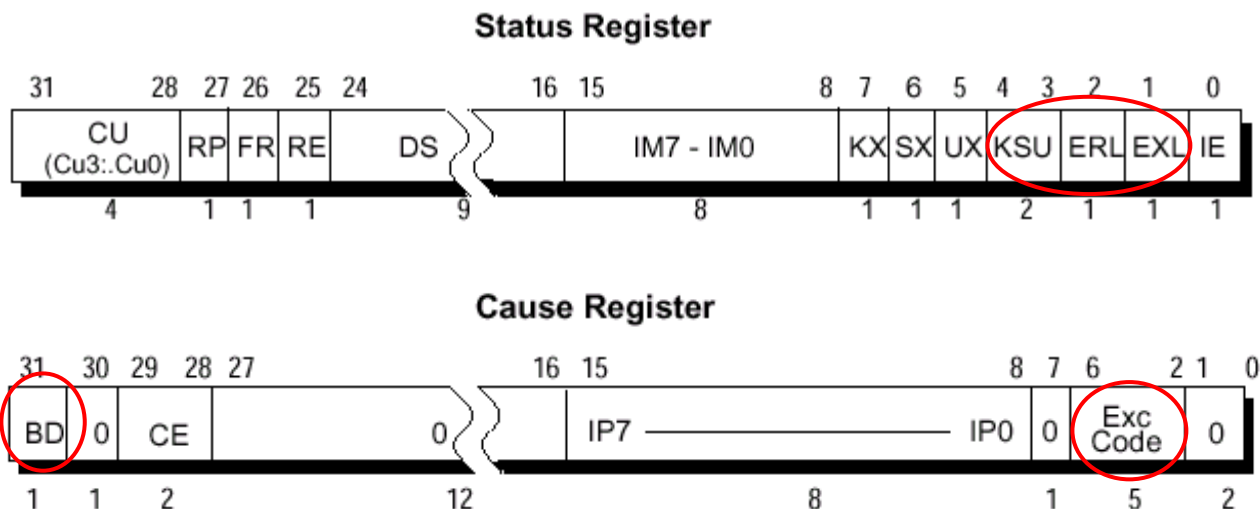 Status Register
31 28 27 26 25 24 16 15 8 7 6 5 4 3 2 1 0
CU
(Cu3:.Cu0) RP FR RE DS IM7 - IM0 KX SX UX KSU ERL EXL IE
4 1 1 1 9 8 1 1 1 2 1 1 1
Cause Register
31 30 29 28 27 16 15 8 7 6 2 1 0
BD 0 CE 0 IP7 IP0 0 Exc
Code 0
1 1 2 12 8 1 5 2